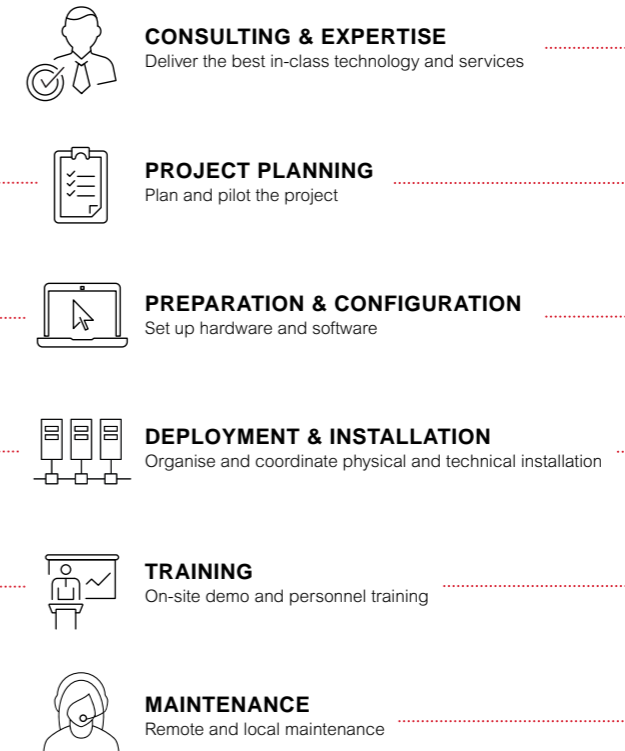 CONSULTING & EXPERTISE
Deliver the best in-class technology and services
PROJECT PLANNING
Plan and pilot the project
PREPARATION & CONFIGURATION
Set up hardware and software
DEPLOYMENT & INSTALLATION
Organise and coordinate physical and technical installation
TRAINING
On-site demo and personnel training
MAINTENANCE
Remote and local maintenance